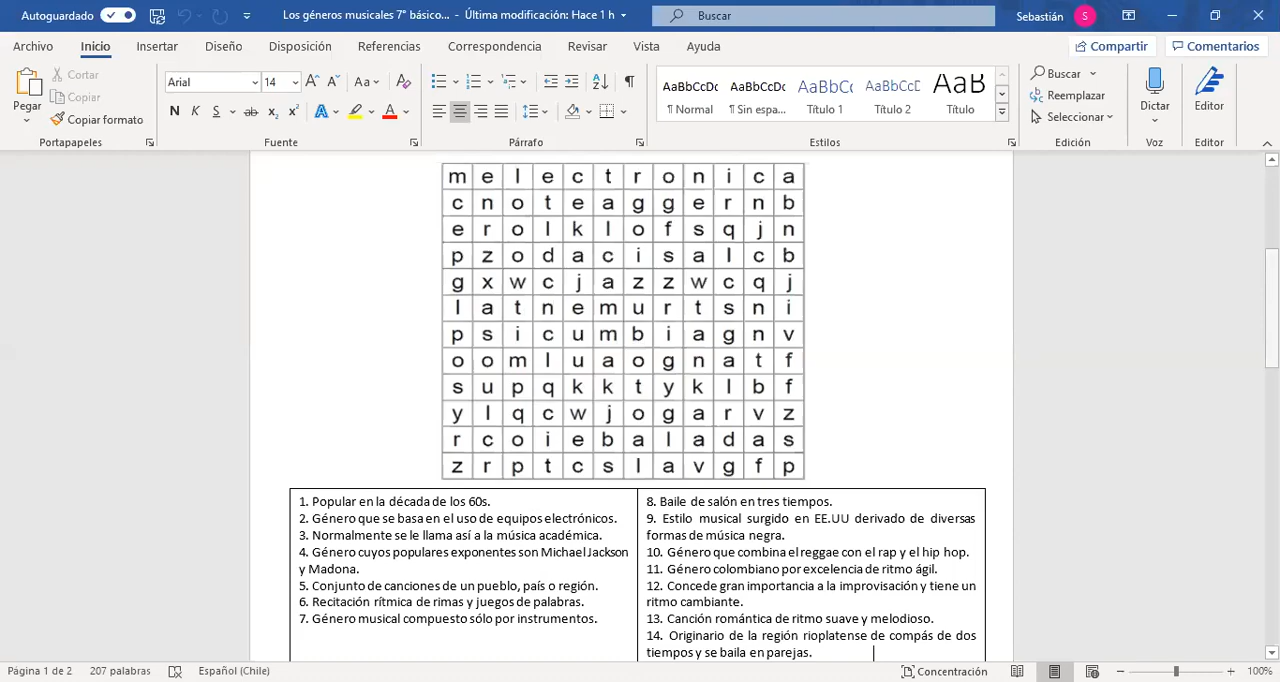 Autoguardado
Los géneros musicales 7° básico... - Última modificación: Hace 1 h
Buscar
Sebastián S
Archivo Inicio Insertar Diseño Disposición Referencias Correspondencia Revisar Vista Ayuda
Compartir Comentarios
Pegar
Cortar
Copiar
Copiar formato
Portapapeles
Arial 14
N K S ab x₂ x²
Fuente
Párrafo
AaBbCcDc AaBbCcDc AaBbCc AaBbCcD AaB
¶ Normal ¶ Sin espa... Título 1 Título 2 Título
Estilos
Buscar
Reemplazar
Seleccionar
Edición
Dictar
Voz
Editor
Editor
m e l e c t r o n i c a
c n o t e a g g e r n b
e r o l k l o f s q j n
p z o d a c i s a l c b
g x w c j a z z w c q j
l a t n e m u r t s n i
p s i c u m b i a g n v
o o m l u a o g n a t f
s u p q k k t y k l b f
y l q c w j o g a r v z
r c o i e b a l a d a s
z r p t c s l a v g f p
1. Popular en la década de los 60s.
2. Género que se basa en el uso de equipos electrónicos.
3. Normalmente se le llama así a la música académica.
4. Género cuyos populares exponentes son Michael Jackson
y Madona.
5. Conjunto de canciones de un pueblo, país o región.
6. Recitación rítmica de rimas y juegos de palabras.
7. Género musical compuesto sólo por instrumentos.
8. Baile de salón en tres tiempos.
9. Estilo musical surgido en EE.UU derivado de diversas
formas de música negra.
10. Género que combina el reggae con el rap y el hip hop.
11. Género colombiano por excelencia de ritmo ágil.
12. Concede gran importancia a la improvisación y tiene un
ritmo cambiante.
13. Canción romántica de ritmo suave y melodioso.
14. Originario de la región rioplatense de compás de dos
tiempos y se baila en parejas.
Página 1 de 2 207 palabras Español (Chile)
Concentración
100%